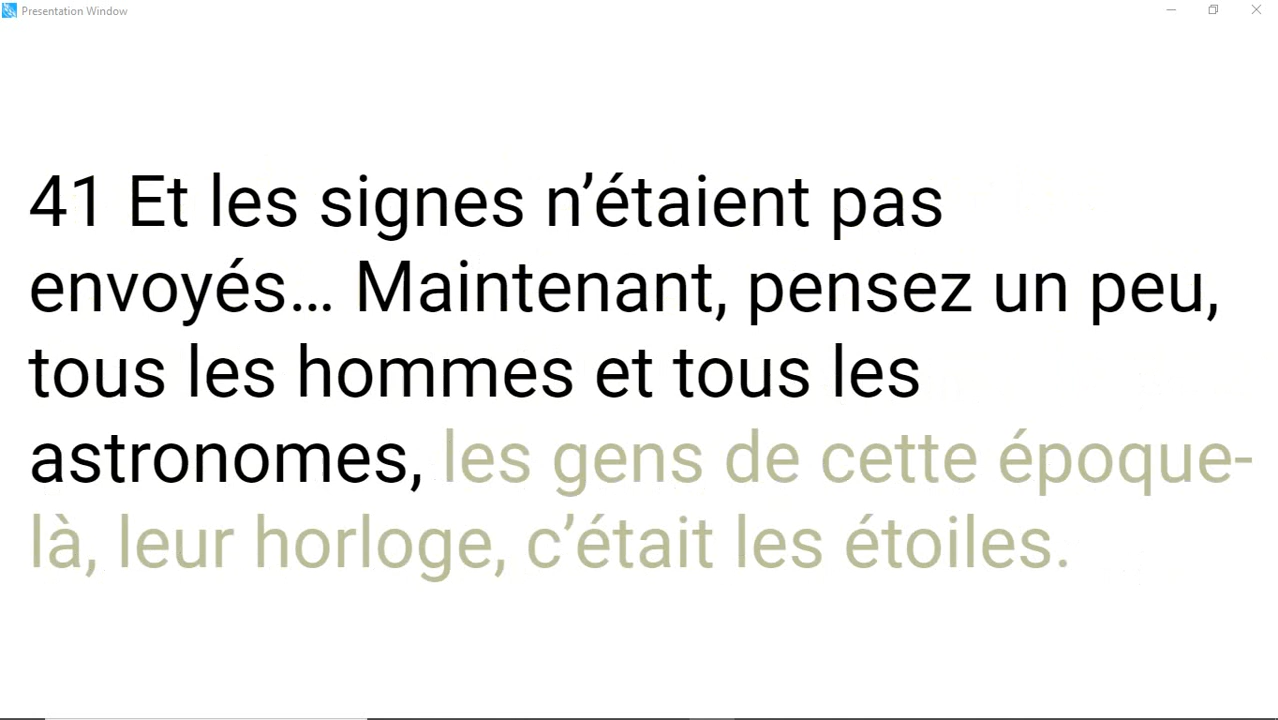 Presentation Window
41 Et les signes n’étaient pas
envoyés… Maintenant, pensez un peu,
tous les hommes et tous les
astronomes, les gens de cette époque-
là, leur horloge, c’était les étoiles.